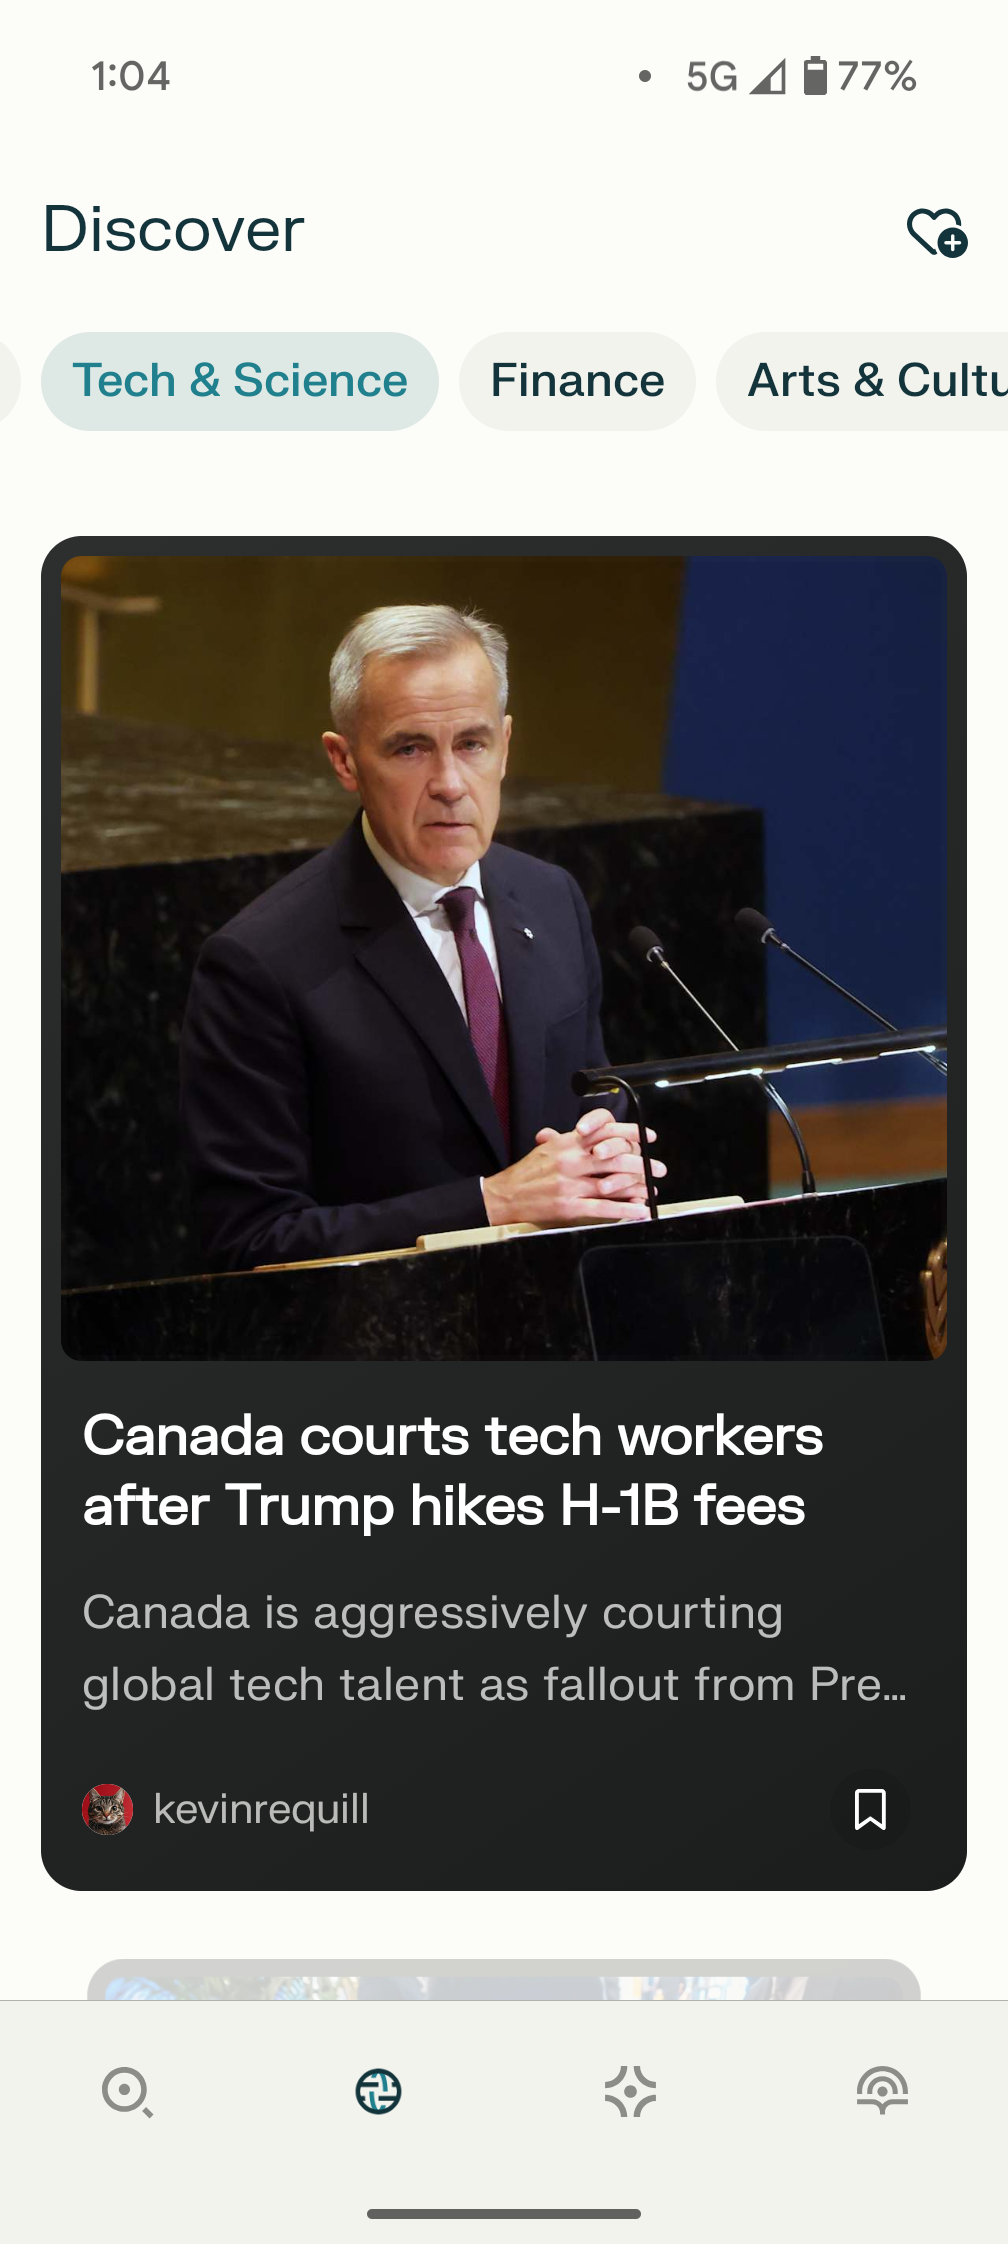 1:04
5G 77%
Discover
Tech & Science
Finance
Arts & Cultu
Canada courts tech workers
after Trump hikes H-1B fees
Canada is aggressively courting
global tech talent as fallout from Pre…
kevinrequill